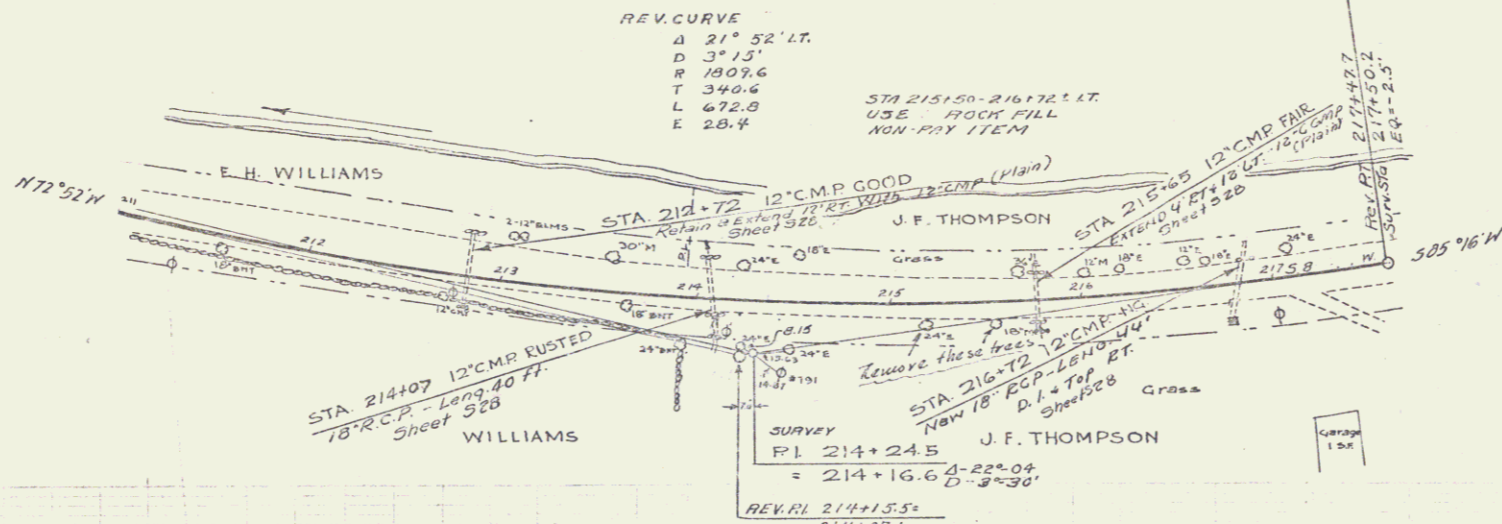 REV. CURVE
Δ 21° 52' LT.
D 3° 15'
R 1809.6
T 340.6
L 672.8
E 28.4
STA 215+50-216+72± LT.
USE ROCK FILL
NON-PAY ITEM
REV. P.T. 217+47.7
SURV. STA 217+50.2
EQ = -2.5'
N 72° 52' W
E. H. WILLIAMS
STA. 212+72 12" C.M.P. GOOD
Retain & Extend 12' RT. With 12" CMP (Plain)
Sheet 528
J. F. THOMPSON
STA 215+65 12" CMP FAIR
EXTEND 4' RT + 12' LT. - 12" CMP
(Plain)
Sheet 528
S85° 16' W
2-12" ELMS
30" M
24" E
18" E
Grass
12" M
18" E
12" E
18" E
24" E
211
212
213
214
215
216
217
5.8
18" BNT
18" BNT
24" BNT
24" E
8.15
24" E
24" E
18" M
#791
Remove these trees
STA. 214+07 12" C.M.P. RUSTED
18" R.C.P. - Leng. 40 ft.
Sheet 528
STA. 216+72 12" CMP-NG
New 18" RCP-LENG-44'
D.I. & TOP RT.
Sheet 528
Grass
WILLIAMS
J. F. THOMPSON
Garage
1 S.F.
SURVEY
P.I. 214+24.5
= 214+16.6
Δ-22°-04
D-3°-30'
REV. P.I. 214+15.5=